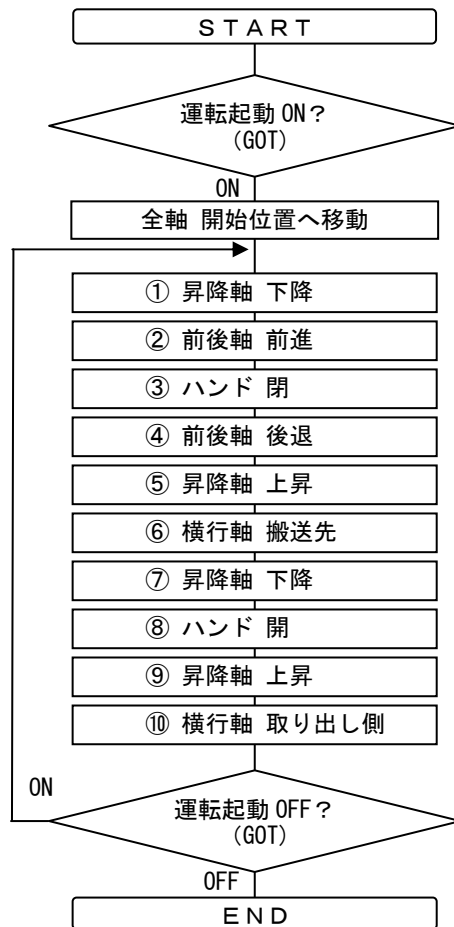 ＳＴＡＲＴ
運転起動 ON？
(GOT)
ON
全軸 開始位置へ移動
① 昇降軸 下降
② 前後軸 前進
③ ハンド 閉
④ 前後軸 後退
⑤ 昇降軸 上昇
⑥ 横行軸 搬送先
⑦ 昇降軸 下降
⑧ ハンド 開
⑨ 昇降軸 上昇
⑩ 横行軸 取り出し側
ON
運転起動 OFF？
(GOT)
OFF
ＥＮＤ